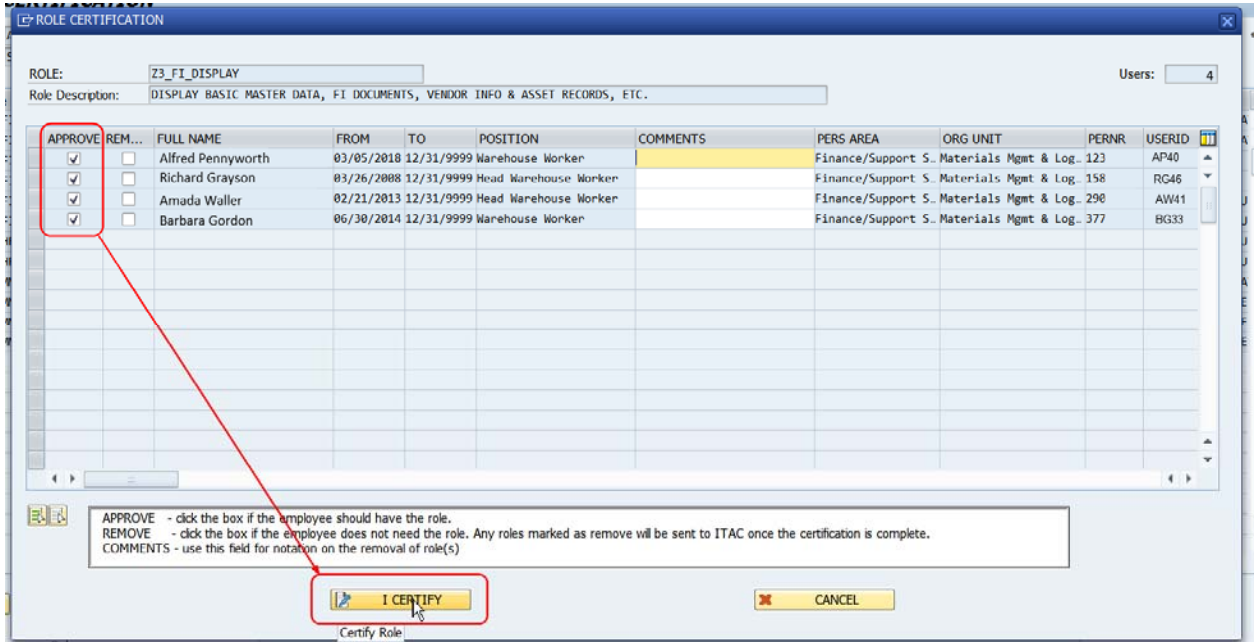 ROLE CERTIFICATION
ROLE: Z3_FI_DISPLAY Users: 4
Role Description: DISPLAY BASIC MASTER DATA, FI DOCUMENTS, VENDOR INFO & ASSET RECORDS, ETC.
APPROVE REM... FULL NAME FROM TO POSITION COMMENTS PERS AREA ORG UNIT PERNR USERID
Alfred Pennyworth 03/05/2018 12/31/9999 Warehouse Worker Finance/Support S… Materials Mgmt & Log… 123 AP40
Richard Grayson 03/26/2008 12/31/9999 Head Warehouse Worker Finance/Support S… Materials Mgmt & Log… 158 RG46
Amada Waller 02/21/2013 12/31/9999 Head Warehouse Worker Finance/Support S… Materials Mgmt & Log… 290 AW41
Barbara Gordon 06/30/2014 12/31/9999 Warehouse Worker Finance/Support S… Materials Mgmt & Log… 377 BG33
APPROVE - click the box if the employee should have the role.
REMOVE - click the box if the employee does not need the role. Any roles marked as remove will be sent to ITAC once the certification is complete.
COMMENTS - use this field for notation on the removal of role(s)
I CERTIFY CANCEL
Certify Role